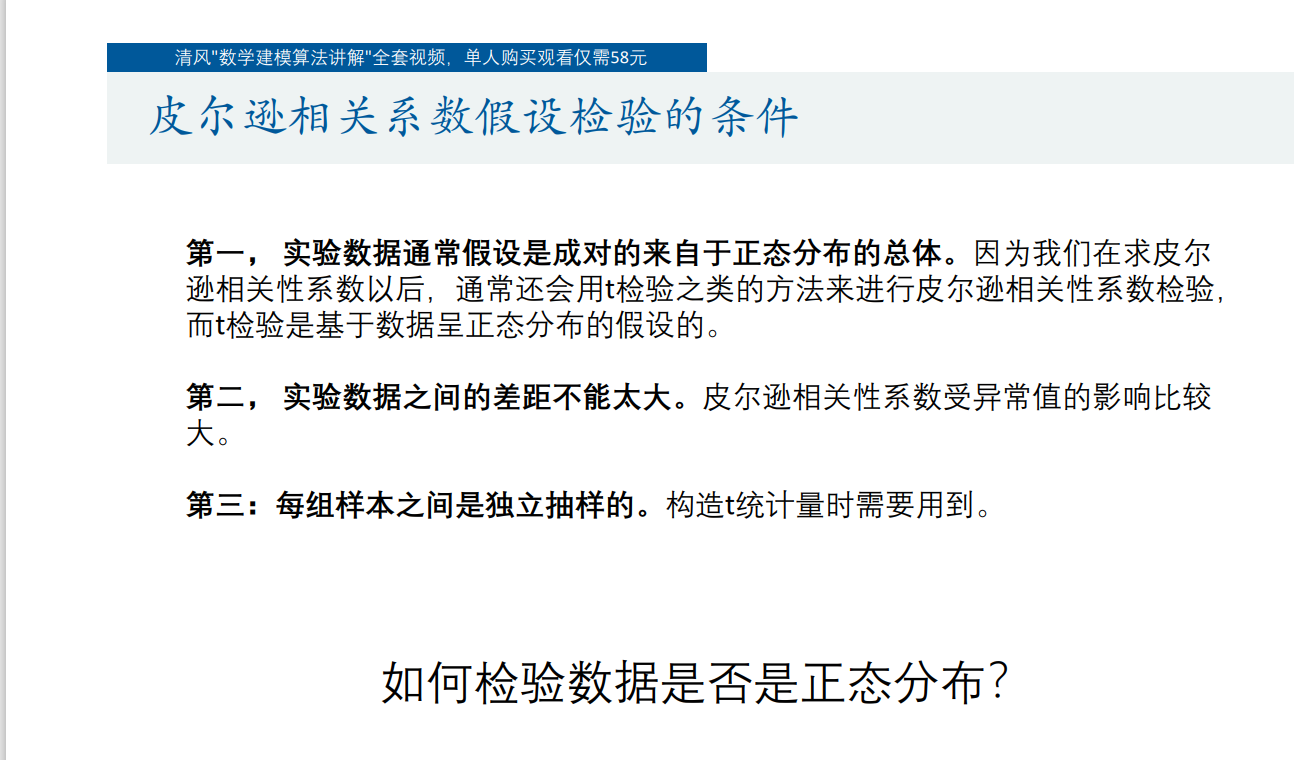 清风"数学建模算法讲解"全套视频，单人购买观看仅需58元
皮尔逊相关系数假设检验的条件
第一， 实验数据通常假设是成对的来自于正态分布的总体。因为我们在求皮尔
逊相关性系数以后，通常还会用t检验之类的方法来进行皮尔逊相关性系数检验，
而t检验是基于数据呈正态分布的假设的。
第二， 实验数据之间的差距不能太大。皮尔逊相关性系数受异常值的影响比较
大。
第三：每组样本之间是独立抽样的。构造t统计量时需要用到。
如何检验数据是否是正态分布？